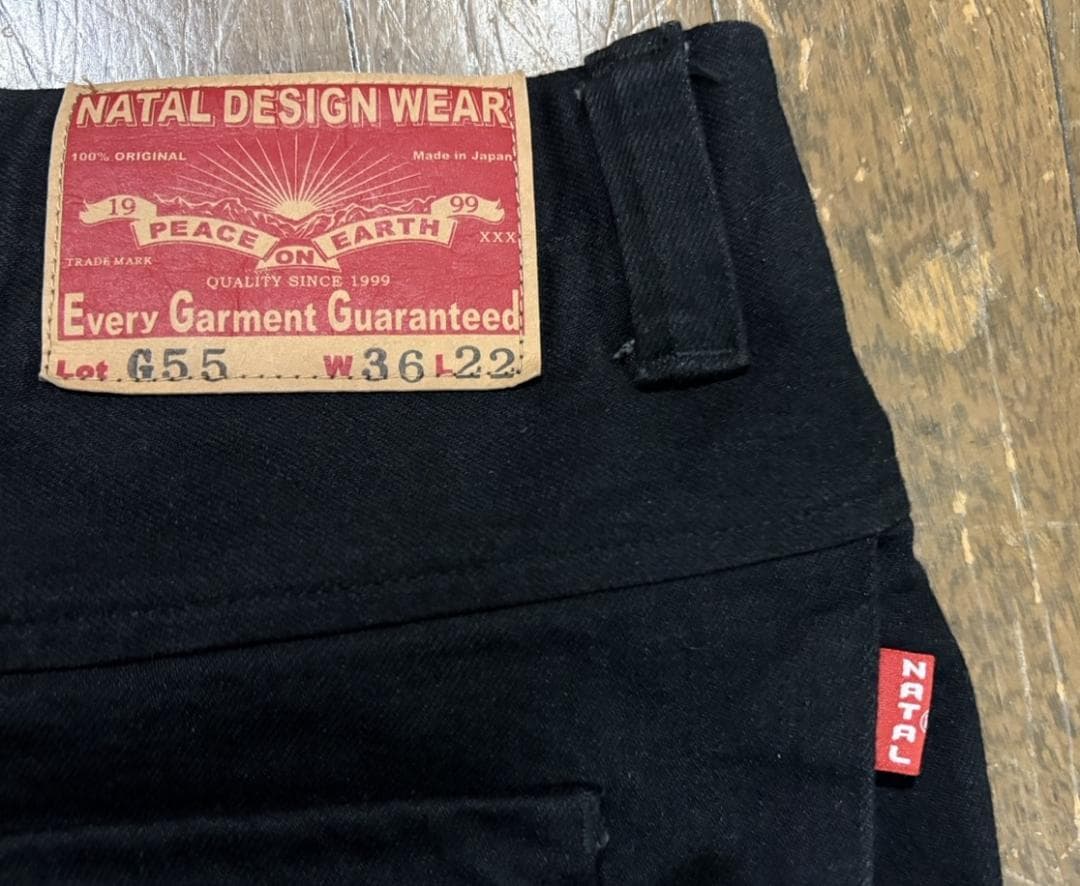 NATAL DESIGN WEAR
100% ORIGINAL Made in Japan
19 99
PEACE ON EARTH
XXX
TRADE MARK
QUALITY SINCE 1999
Every Garment Guaranteed
Lot G55 W36 L22
NATAL